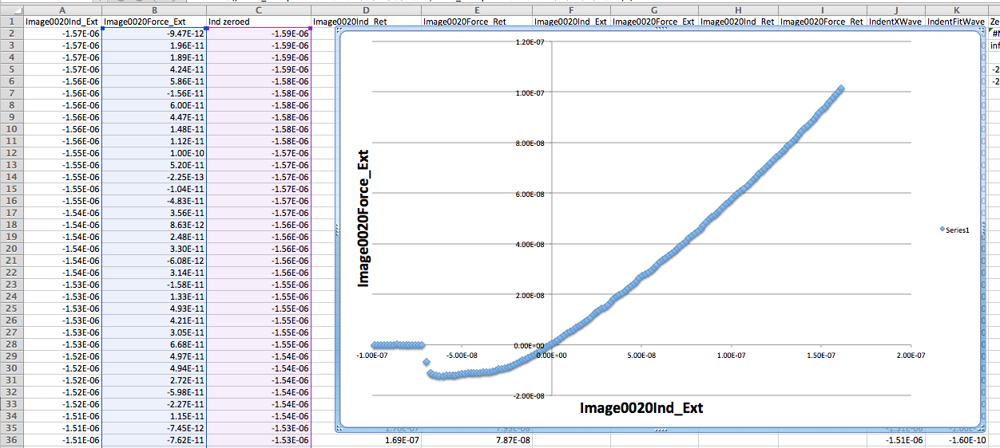 A B C D E F G H I J K
1 Image0020Ind_Ext Image0020Force_Ext Ind zeroed Image0020Ind_Ret Image0020Force_Ret Image0020Ind_Ext Image0020Force_Ext Image0020Ind_Ret Image0020Force_Ret IndentXWave IndentFitWave Ze
2 -1.57E-06 -9.47E-12 -1.59E-06
3 -1.57E-06 1.96E-11 -1.59E-06 inf
4 -1.57E-06 1.89E-11 -1.59E-06
5 -1.57E-06 4.24E-11 -1.59E-06 -2
6 -1.56E-06 5.86E-11 -1.58E-06 -2
7 -1.56E-06 -1.56E-11 -1.58E-06
8 -1.56E-06 6.00E-11 -1.58E-06
9 -1.56E-06 4.47E-11 -1.58E-06
10 -1.56E-06 1.48E-11 -1.58E-06
11 -1.56E-06 1.12E-11 -1.58E-06
12 -1.55E-06 1.00E-10 -1.57E-06
13 -1.55E-06 5.20E-11 -1.57E-06
14 -1.55E-06 -2.25E-13 -1.57E-06
15 -1.55E-06 -1.04E-11 -1.57E-06
16 -1.55E-06 -4.83E-11 -1.57E-06
17 -1.54E-06 3.56E-11 -1.57E-06
18 -1.54E-06 8.63E-12 -1.56E-06
19 -1.54E-06 2.48E-11 -1.56E-06
20 -1.54E-06 3.30E-11 -1.56E-06
21 -1.54E-06 -6.08E-12 -1.56E-06
22 -1.54E-06 3.14E-11 -1.56E-06
23 -1.53E-06 -1.58E-11 -1.55E-06
24 -1.53E-06 1.33E-11 -1.55E-06
25 -1.53E-06 4.93E-11 -1.55E-06
26 -1.53E-06 4.21E-11 -1.55E-06
27 -1.53E-06 3.05E-11 -1.55E-06
28 -1.53E-06 6.68E-11 -1.55E-06
29 -1.52E-06 4.97E-11 -1.54E-06
30 -1.52E-06 4.94E-11 -1.54E-06
31 -1.52E-06 2.72E-11 -1.54E-06
32 -1.52E-06 -5.98E-11 -1.54E-06
33 -1.52E-06 -2.27E-11 -1.54E-06
34 -1.51E-06 1.15E-11 -1.54E-06
35 -1.51E-06 -7.45E-12 -1.53E-06
36 -1.51E-06 -7.62E-11 -1.53E-06 1.69E-07 7.87E-08 -1.51E-06 -1.60E-10
1.20E-07
1.00E-07
8.00E-08
6.00E-08
4.00E-08
2.00E-08
0.00E+00
-2.00E-08
-1.00E-07 -5.00E-08 0.00E+00 5.00E-08 1.00E-07 1.50E-07 2.00E-07
Image0020Force_Ext
Image0020Ind_Ext
Series1